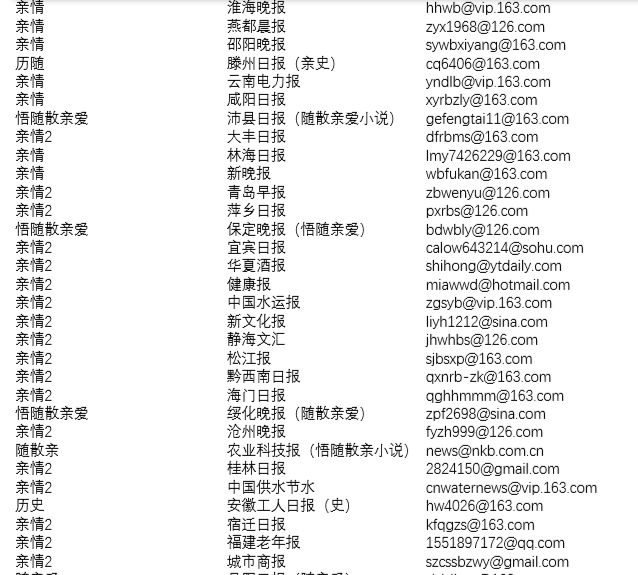 亲情 淮海晚报 hhwb@vip.163.com
亲情 燕都晨报 zyx1968@126.com
亲情 邵阳晚报 sywbxiyang@163.com
历随 滕州日报（亲史） cq6406@163.com
亲情 云南电力报 yndlb@vip.163.com
亲情 咸阳日报 xyrbzly@163.com
悟随散亲爱 沛县日报（随散亲爱小说） gefengtai11@163.com
亲情2 大丰日报 dfrbms@163.com
亲情 林海日报 lmy7426229@163.com
亲情 新晚报 wbfukan@163.com
亲情2 青岛早报 zbwenyu@126.com
亲情2 萍乡日报 pxrbs@126.com
悟随散亲爱 保定晚报（悟随亲爱） bdwbly@126.com
亲情2 宜宾日报 calow643214@sohu.com
亲情2 华夏酒报 shihong@ytdaily.com
亲情2 健康报 miawwd@hotmail.com
亲情2 中国水运报 zgsyb@vip.163.com
亲情2 新文化报 liyh1212@sina.com
亲情2 静海文汇 jhwhbs@126.com
亲情2 松江报 sjbsxp@163.com
亲情2 黔西南日报 qxnrb-zk@163.com
亲情2 海门日报 qghhmmm@163.com
悟随散亲爱 绥化晚报（随散亲爱） zpf2698@sina.com
亲情2 沧州晚报 fyzh999@126.com
随散亲 农业科技报（悟随散亲小说） news@nkb.com.cn
亲情2 桂林日报 2824150@gmail.com
亲情2 中国供水节水 cnwaternews@vip.163.com
历史 安徽工人日报（史） hw4026@163.com
亲情2 宿迁日报 kfqgzs@163.com
亲情2 福建老年报 1551897172@qq.com
亲情2 城市商报 szcssbzwy@gmail.com